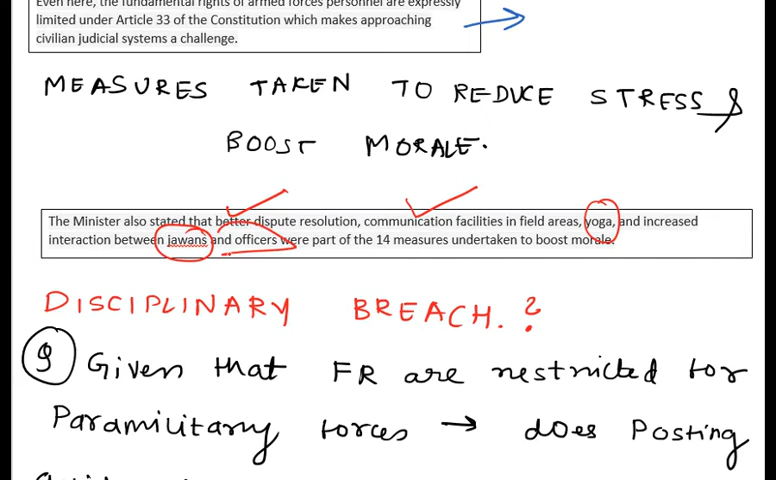 Even here, the fundamental rights of armed forces personnel are expressly
limited under Article 33 of the Constitution which makes approaching
civilian judicial systems a challenge.
MEASURES TAKEN TO REDUCE STRESS &
BOOST MORALE.
The Minister also stated that better dispute resolution, communication facilities in field areas, yoga, and increased
interaction between jawans and officers were part of the 14 measures undertaken to boost morale.
DISCIPLINARY BREACH. ?
Q Given that FR are restricted for
Paramilitary forces → does Posting